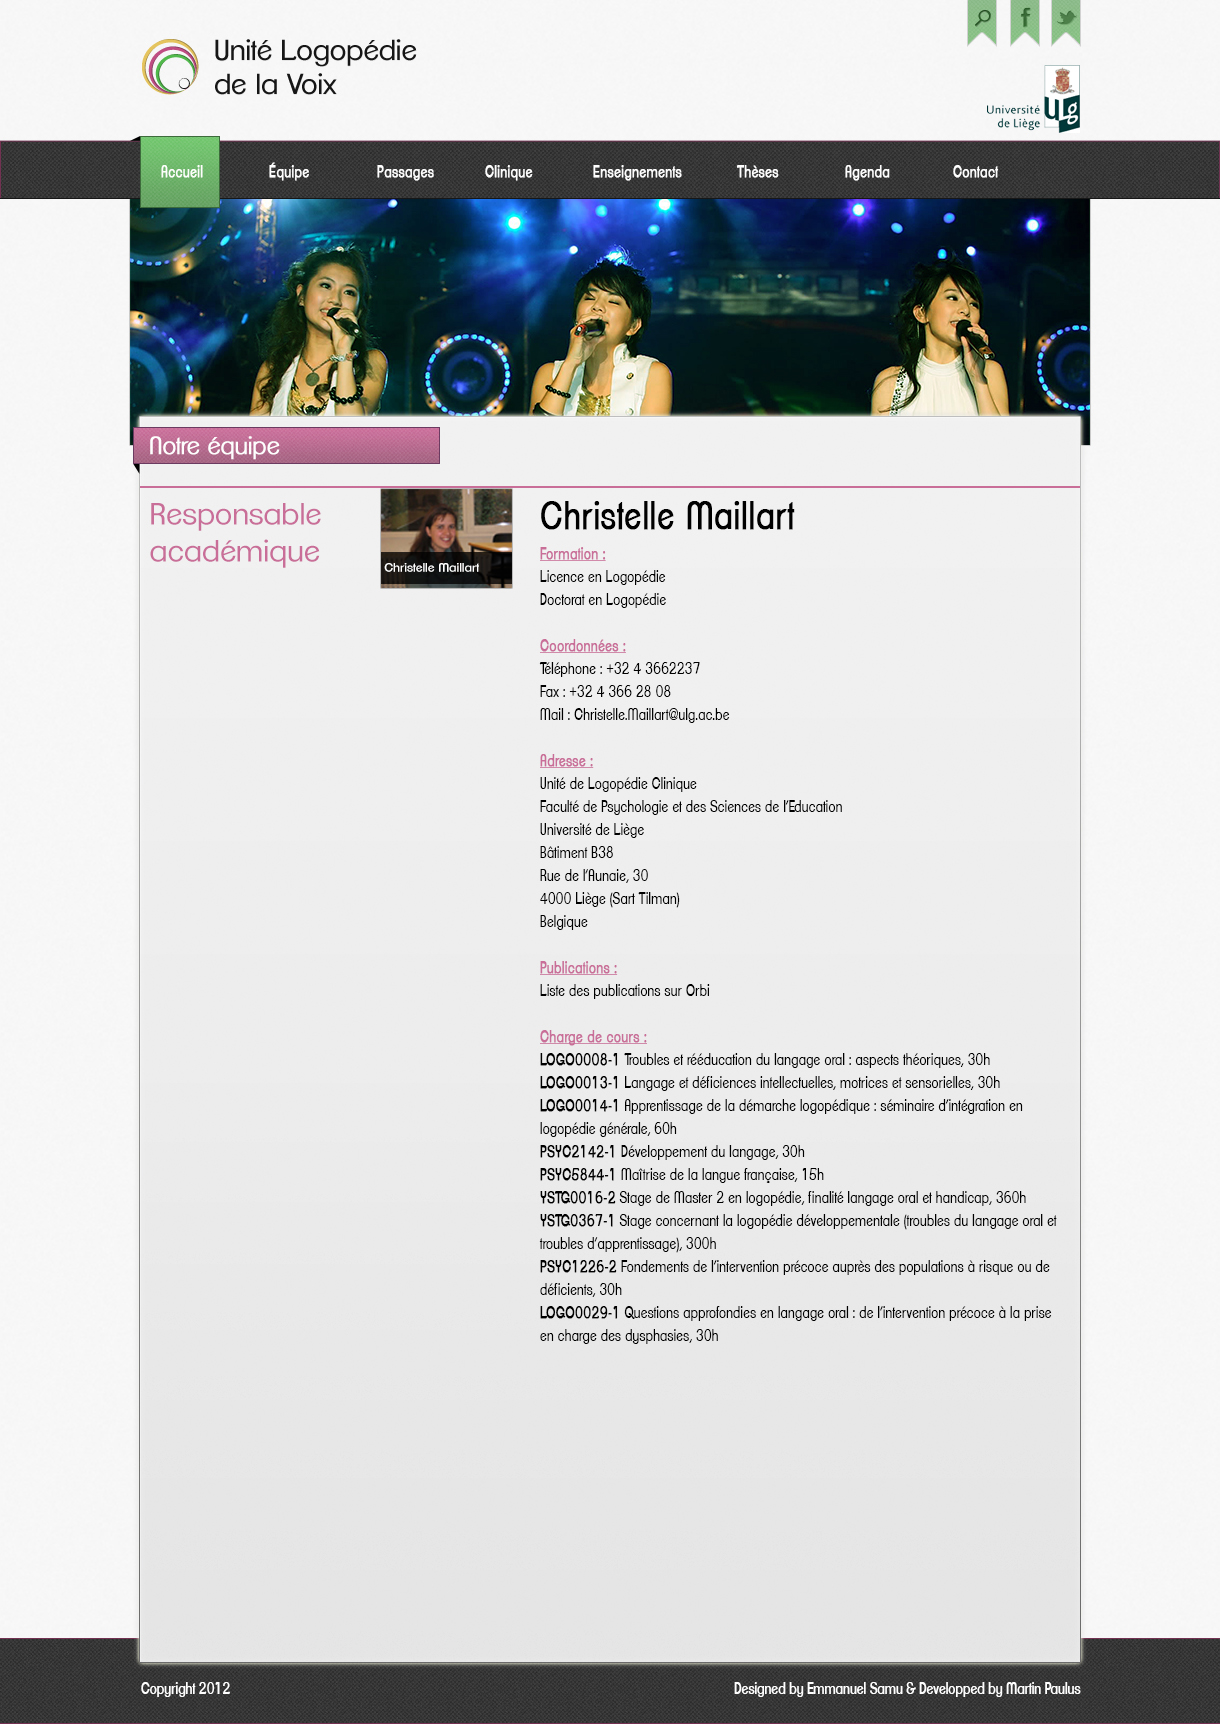 Unité Logopédie
de la Voix
Université
de Liège
ULg
Accueil
Équipe
Passages
Clinique
Enseignements
Thèses
Agenda
Contact
Notre équipe
Responsable
académique
Christelle Maillart
Christelle Maillart
Formation :
Licence en Logopédie
Doctorat en Logopédie
Coordonnées :
Téléphone : +32 4 3662237
Fax : +32 4 366 28 08
Mail : Christelle.Maillart@ulg.ac.be
Adresse :
Unité de Logopédie Clinique
Faculté de Psychologie et des Sciences de l'Education
Université de Liège
Bâtiment B38
Rue de l'Aunaie, 30
4000 Liège (Sart Tilman)
Belgique
Publications :
Liste des publications sur Orbi
Charge de cours :
LOGO0008-1 Troubles et rééducation du langage oral : aspects théoriques, 30h
LOGO0013-1 Langage et déficiences intellectuelles, motrices et sensorielles, 30h
LOGO0014-1 Apprentissage de la démarche logopédique : séminaire d'intégration en
logopédie générale, 60h
PSYC2142-1 Développement du langage, 30h
PSYC5844-1 Maîtrise de la langue française, 15h
YSTG0016-2 Stage de Master 2 en logopédie, finalité langage oral et handicap, 360h
YSTG0367-1 Stage concernant la logopédie développementale (troubles du langage oral et
troubles d'apprentissage), 300h
PSYC1226-2 Fondements de l'intervention précoce auprès des populations à risque ou de
déficients, 30h
LOGO0029-1 Questions approfondies en langage oral : de l'intervention précoce à la prise
en charge des dysphasies, 30h
Copyright 2012
Designed by Emmanuel Samu & Developped by Martin Paulus